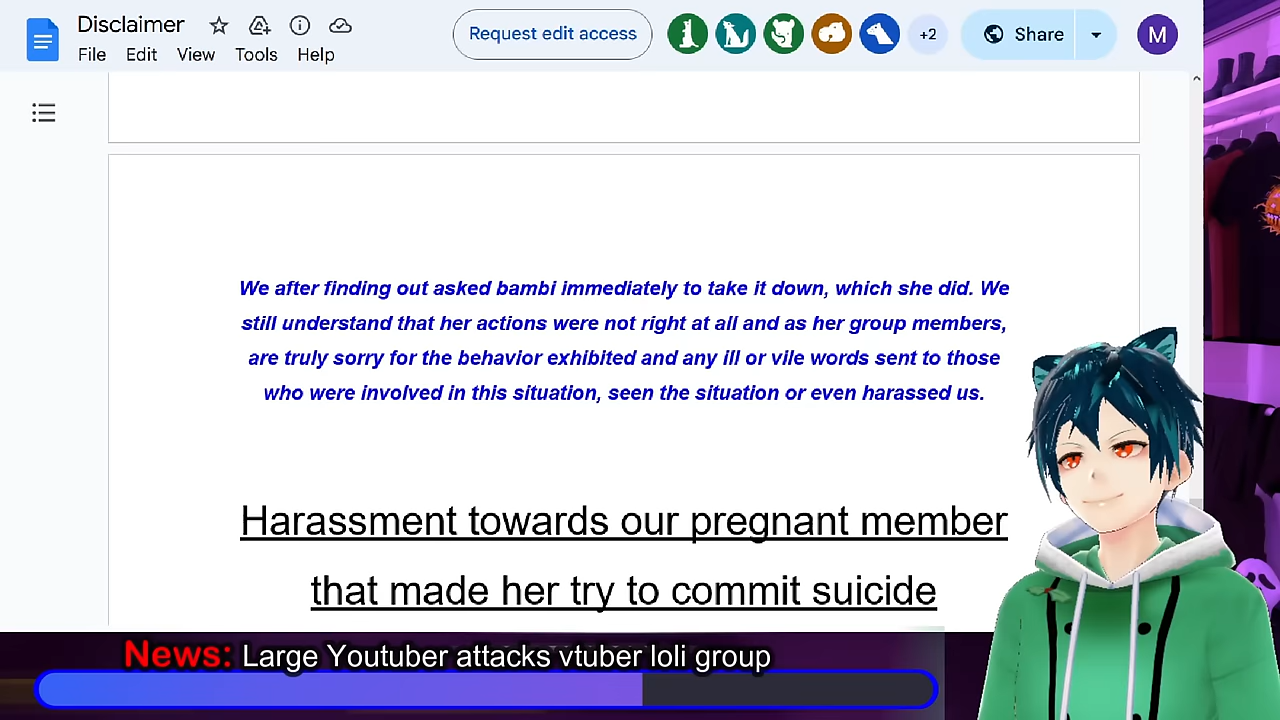 Disclaimer
Request edit access
+2
Share
M
File Edit View Tools Help
We after finding out asked bambi immediately to take it down, which she did. We
still understand that her actions were not right at all and as her group members,
are truly sorry for the behavior exhibited and any ill or vile words sent to those
who were involved in this situation, seen the situation or even harassed us.
Harassment towards our pregnant member
that made her try to commit suicide
News: Large Youtuber attacks vtuber loli group